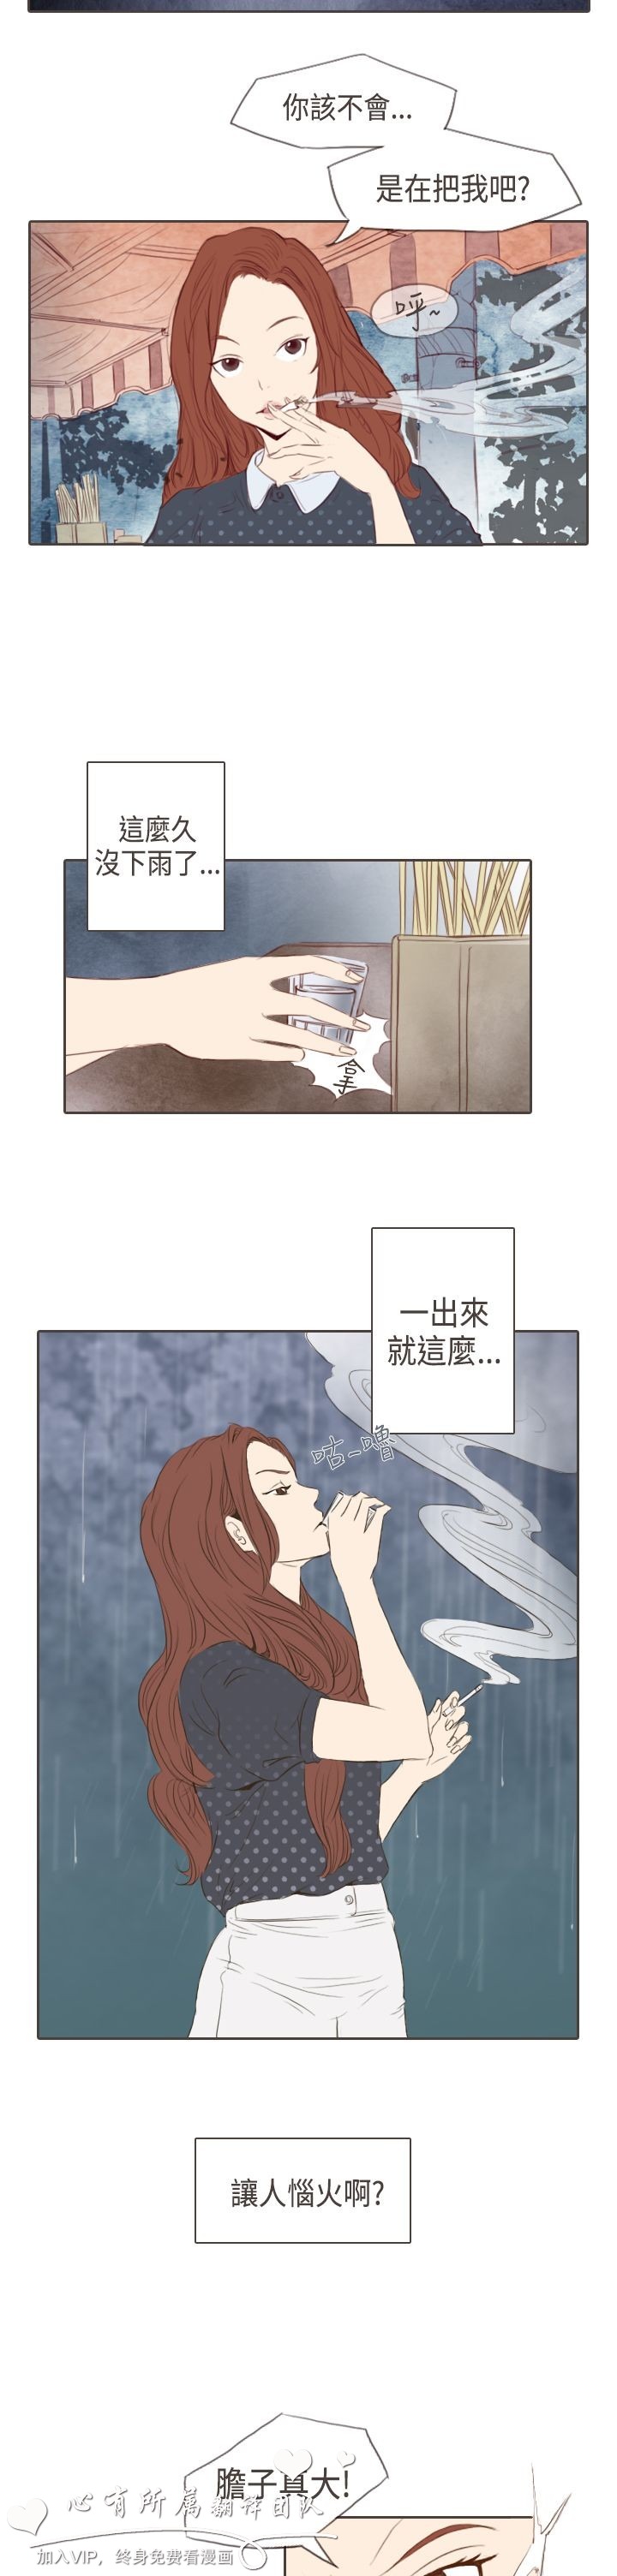 你該不會...
是在把我吧?
呼~
這麼久
沒下雨了...
拿
一出來
就這麼...
咕-嚕
讓人惱火啊?
膽子真大!
心有所属翻译团队
加入VIP，终身免费看漫画